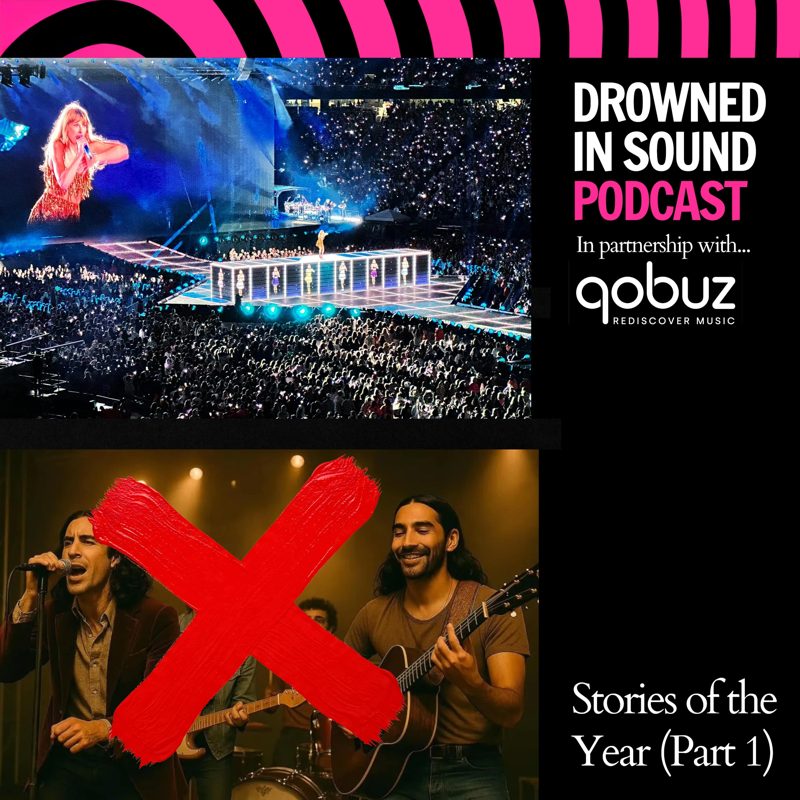 DROWNED
IN SOUND
PODCAST
In partnership with...
qobuz
REDISCOVER MUSIC
Stories of the
Year (Part 1)